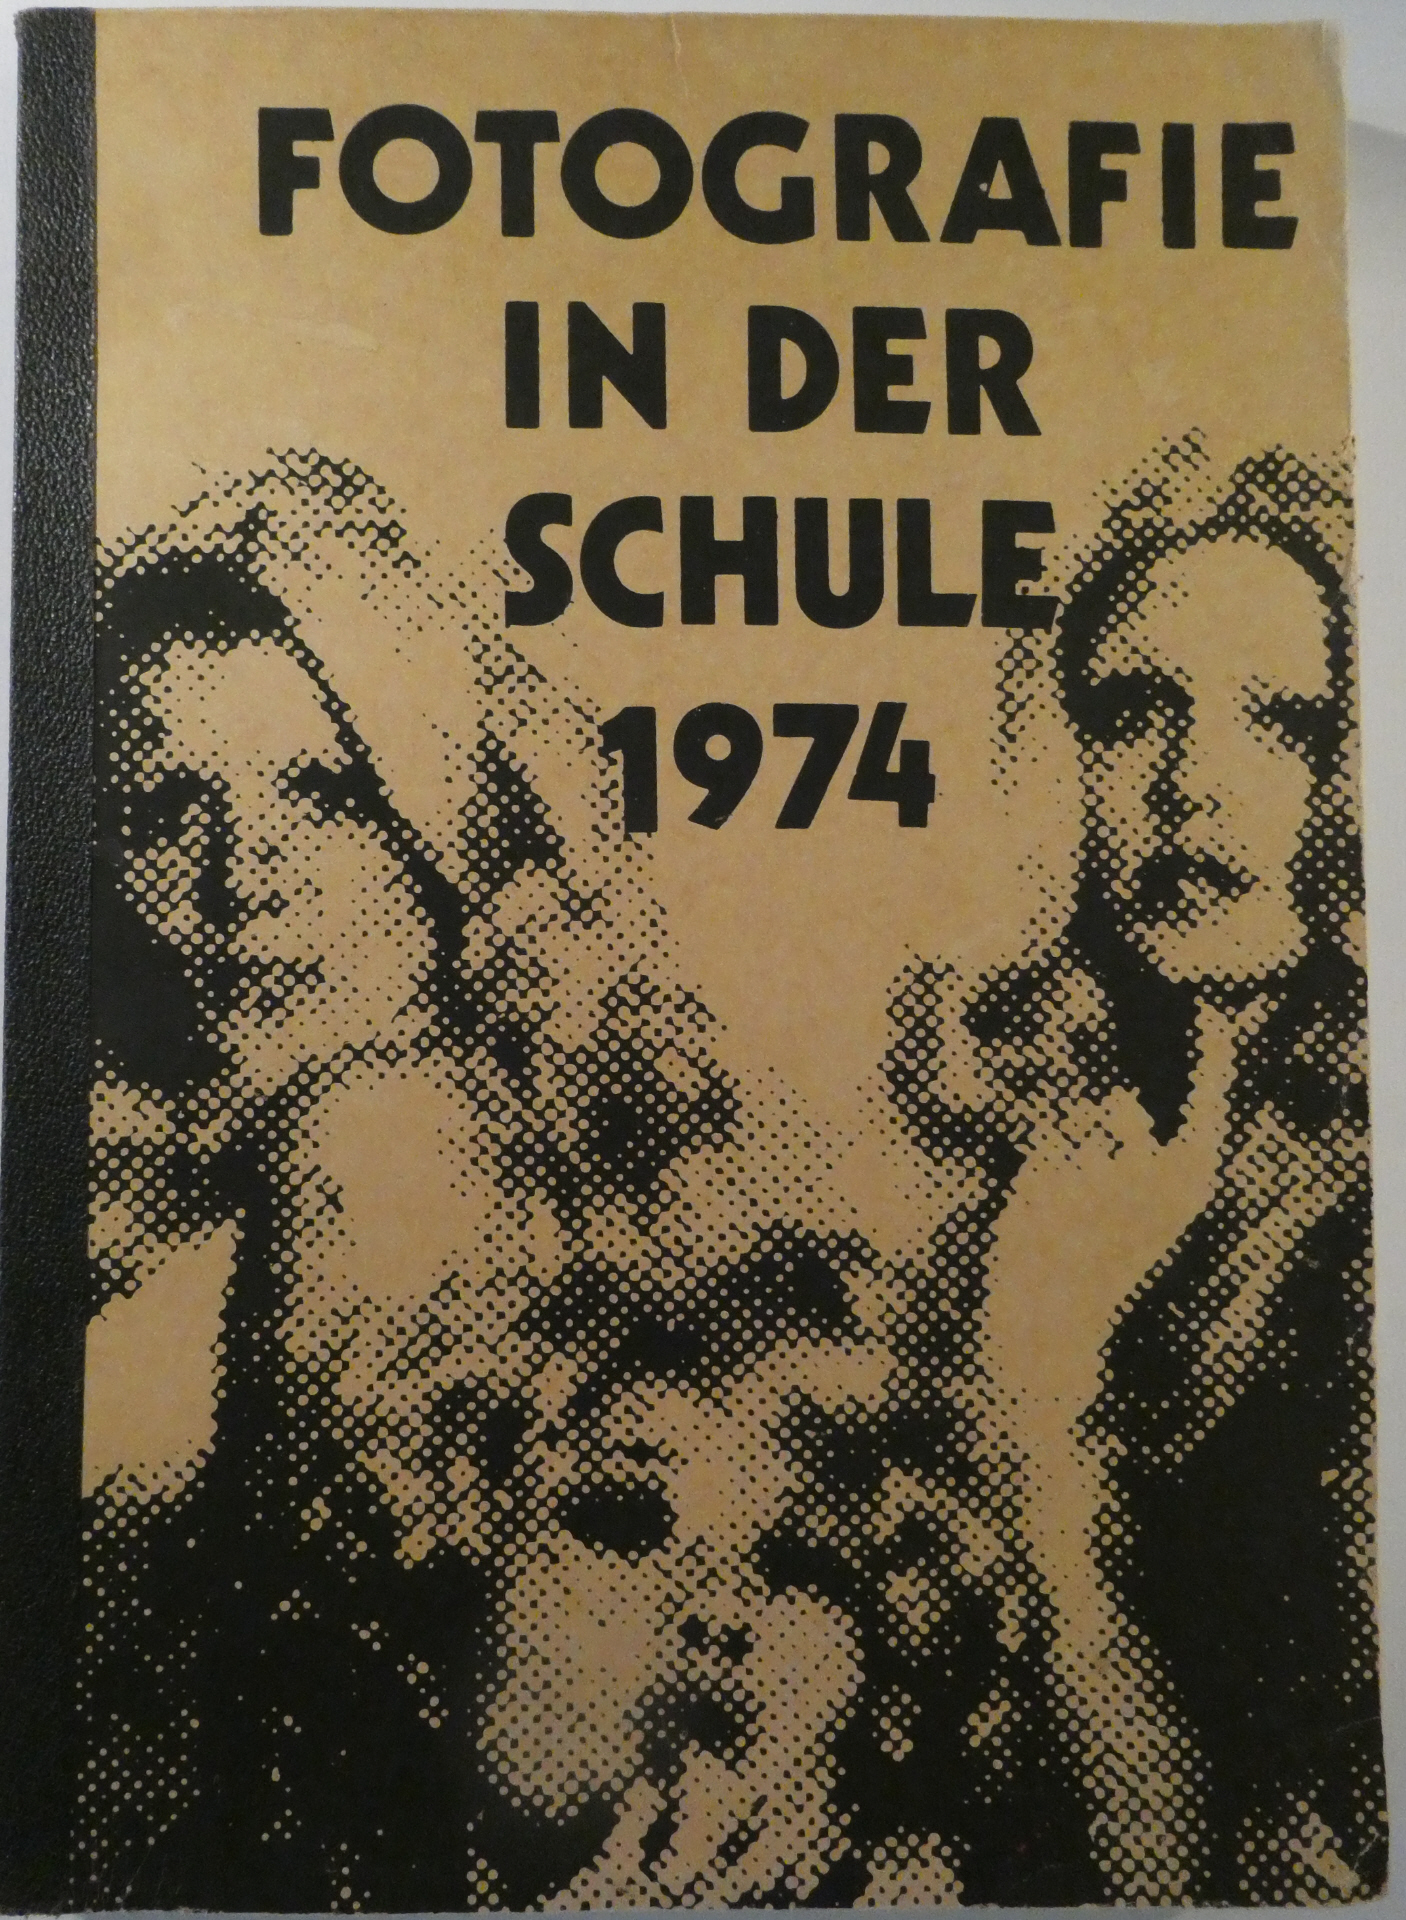 FOTOGRAFIE
IN DER
SCHULE
1974